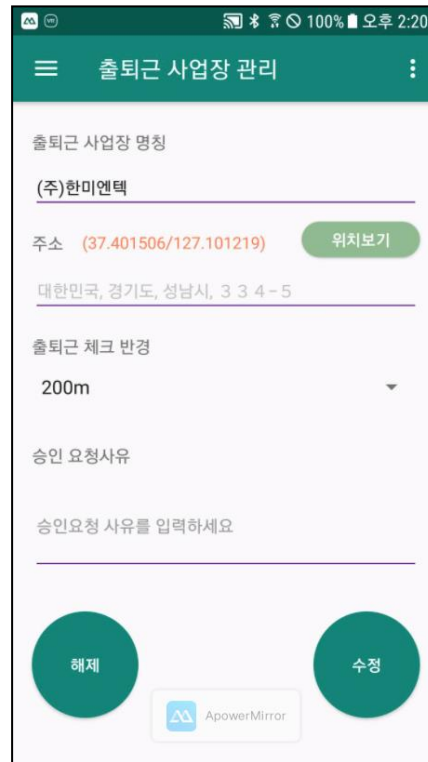 100% 오후 2:20
출퇴근 사업장 관리
출퇴근 사업장 명칭
(주)한미엔텍
주소 (37.401506/127.101219) 위치보기
대한민국, 경기도, 성남시, ３３４-５
출퇴근 체크 반경
200m
승인 요청사유
승인요청 사유를 입력하세요
해제 수정
ApowerMirror